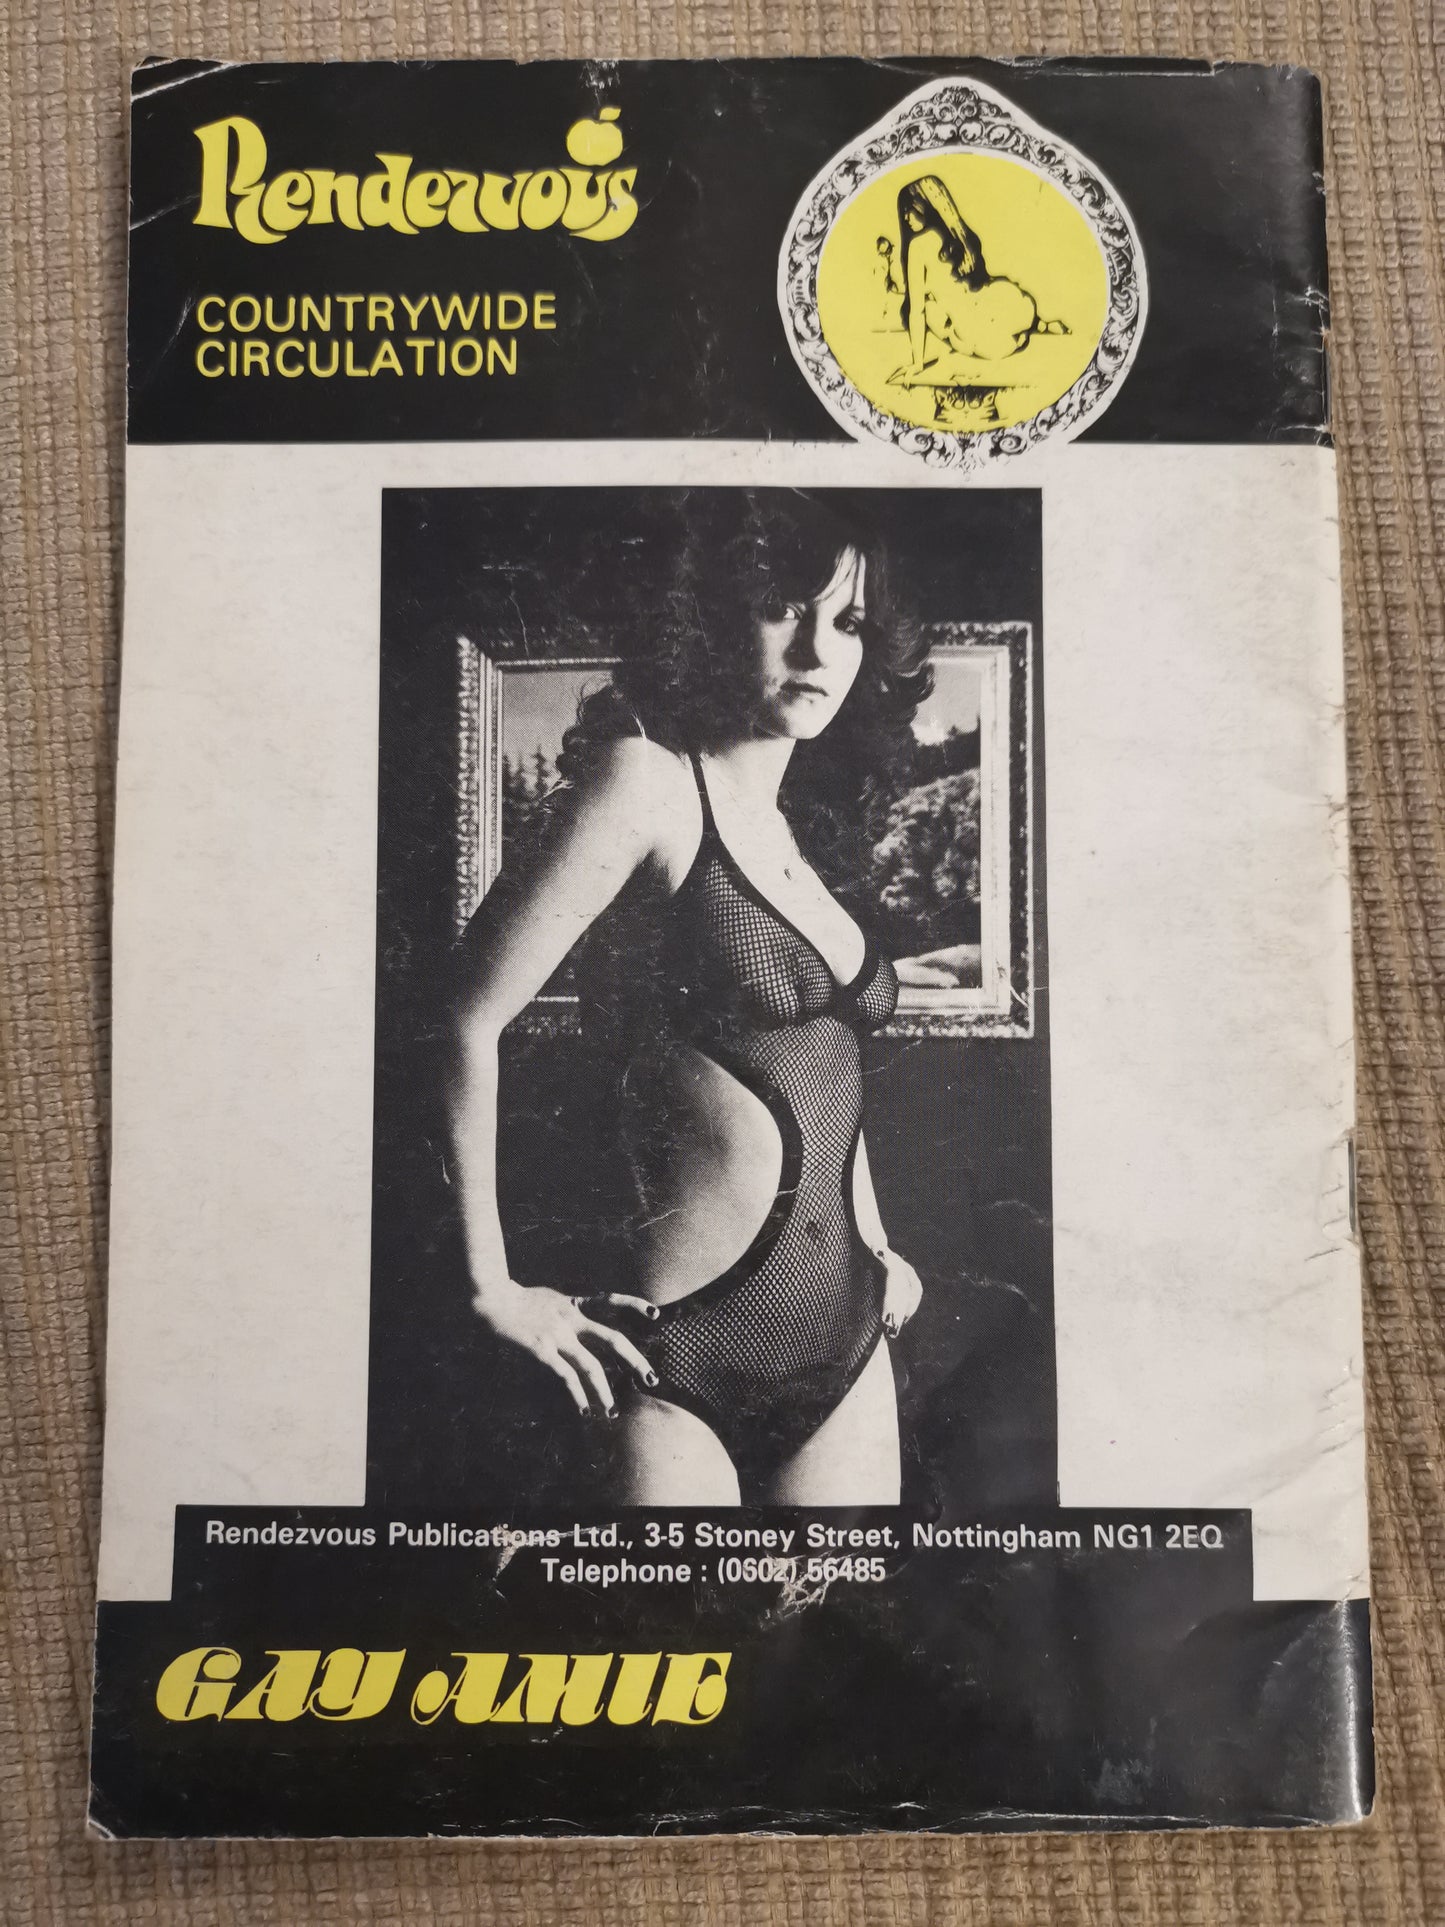 Rendezvous
COUNTRYWIDE
CIRCULATION
Rendezvous Publications Ltd., 3-5 Stoney Street, Nottingham NG1 2EQ
Telephone : (0602) 56485
GAY AMIE